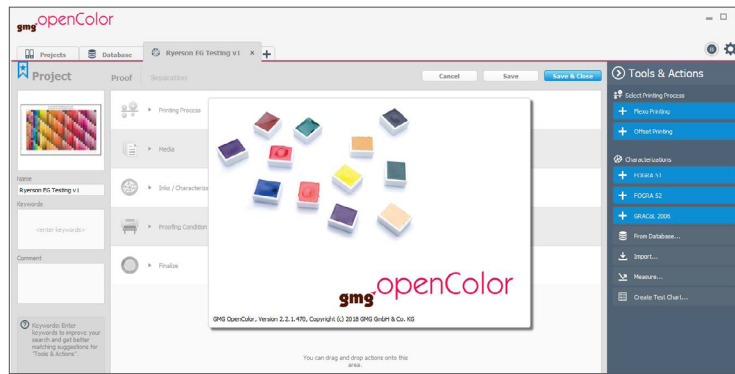 gmg openColor
Projects
Database
Ryerson EG Testing v1 ×
+
Project
Proof
Separation
Cancel
Save
Save & Close
Name
Ryerson EG Testing v1
Keywords
<enter keywords>
Comment
Keywords: Enter
keywords to improve your
search and get better
matching suggestions for
"Tools & Actions".
Printing Process
Media
Inks / Characteriza
Proofing Condition
Finalize
gmg openColor
GMG OpenColor, Version 2.2.1.470, Copyright (c) 2018 GMG GmbH & Co. KG
You can drag and drop actions onto this
area.
Tools & Actions
Select Printing Process
+ Flexo Printing
+ Offset Printing
Characterizations
+ FOGRA 51
+ FOGRA 52
+ GRACoL 2006
From Database...
Import...
Measure...
Create Test Chart...